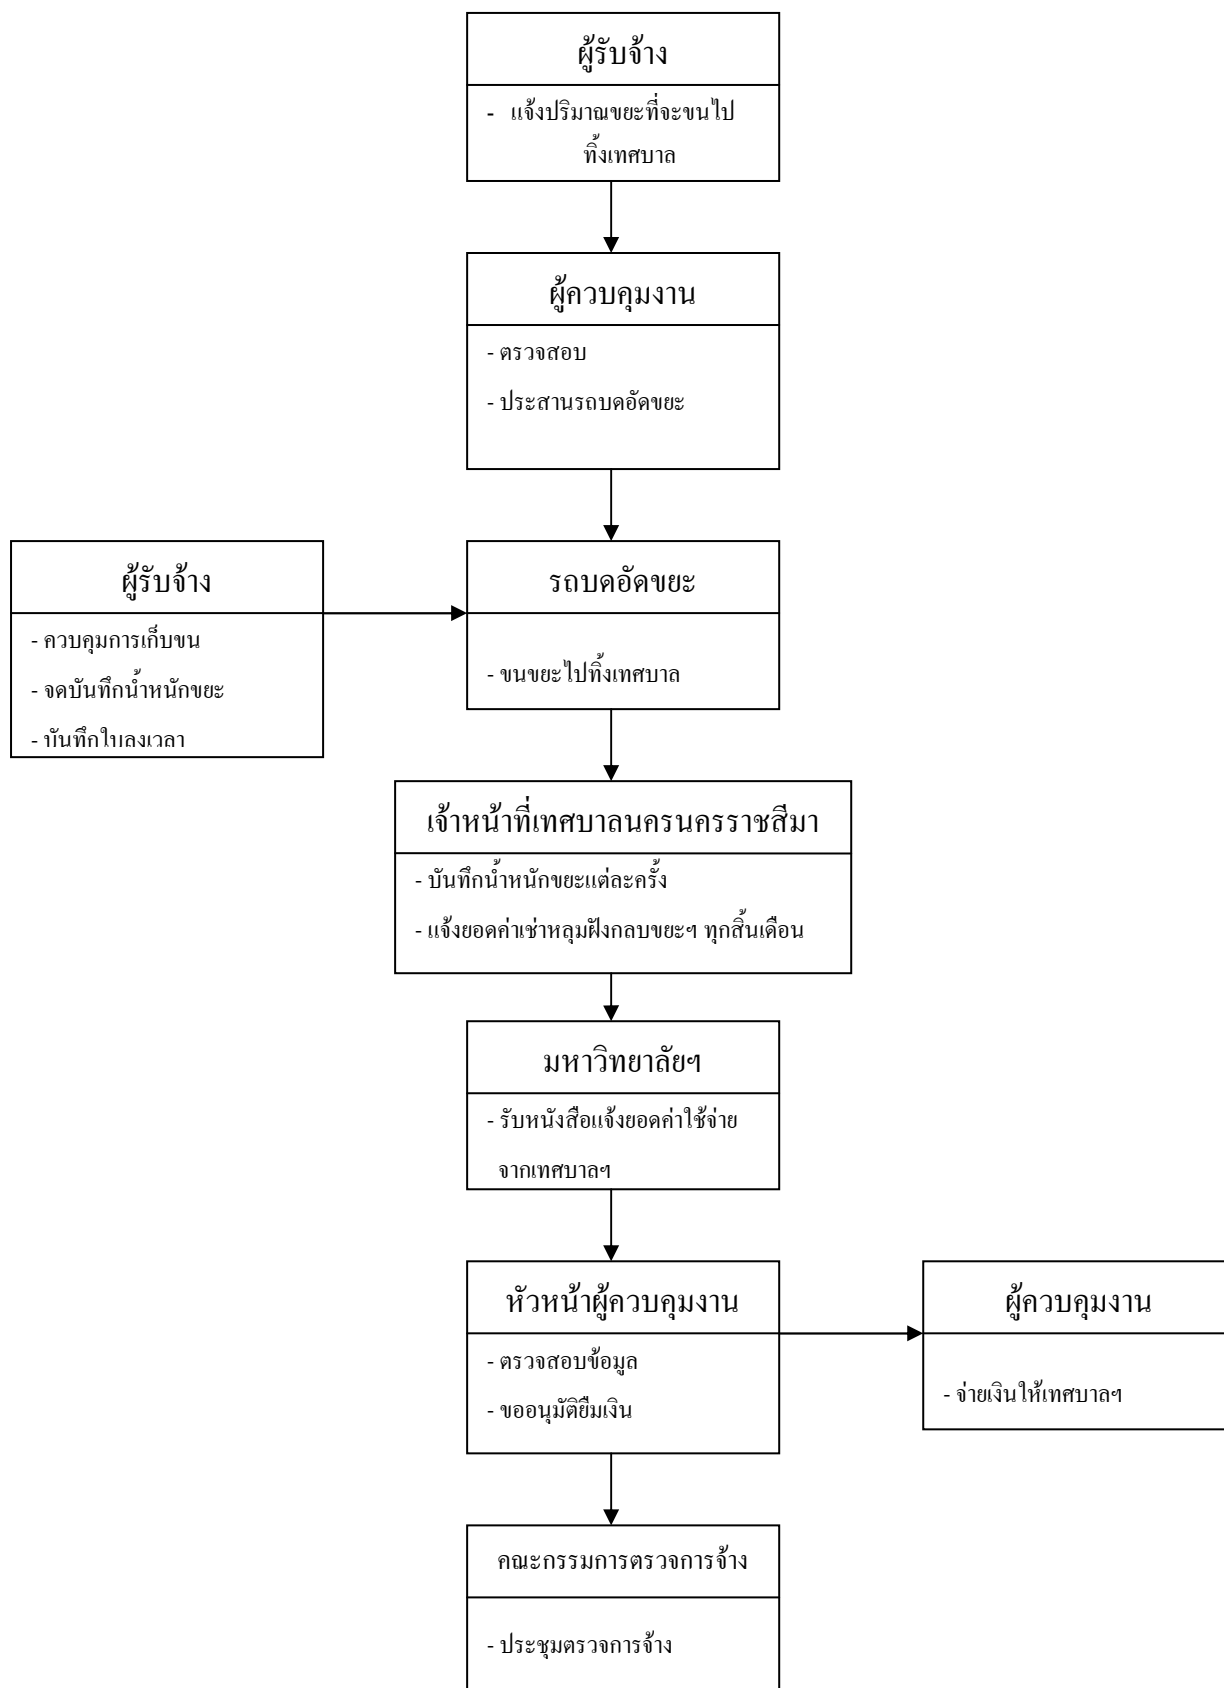 ผู้รับจ้าง
- แจ้งปริมาณขยะที่จะขนไป
ทิ้งเทศบาล
ผู้ควบคุมงาน
- ตรวจสอบ
- ประสานรถบดอัดขยะ
ผู้รับจ้าง
- ควบคุมการเก็บขน
- จดบันทึกน้ำหนักขยะ
- บันทึกใบลงเวลา
รถบดอัดขยะ
- ขนขยะไปทิ้งเทศบาล
เจ้าหน้าที่เทศบาลนครนครราชสีมา
- บันทึกน้ำหนักขยะแต่ละครั้ง
- แจ้งยอดค่าเช่าหลุมฝังกลบขยะฯ ทุกสิ้นเดือน
มหาวิทยาลัยฯ
- รับหนังสือแจ้งยอดค่าใช้จ่าย
จากเทศบาลฯ
หัวหน้าผู้ควบคุมงาน
- ตรวจสอบข้อมูล
- ขออนุมัติยืมเงิน
ผู้ควบคุมงาน
- จ่ายเงินให้เทศบาลฯ
คณะกรรมการตรวจการจ้าง
- ประชุมตรวจการจ้าง